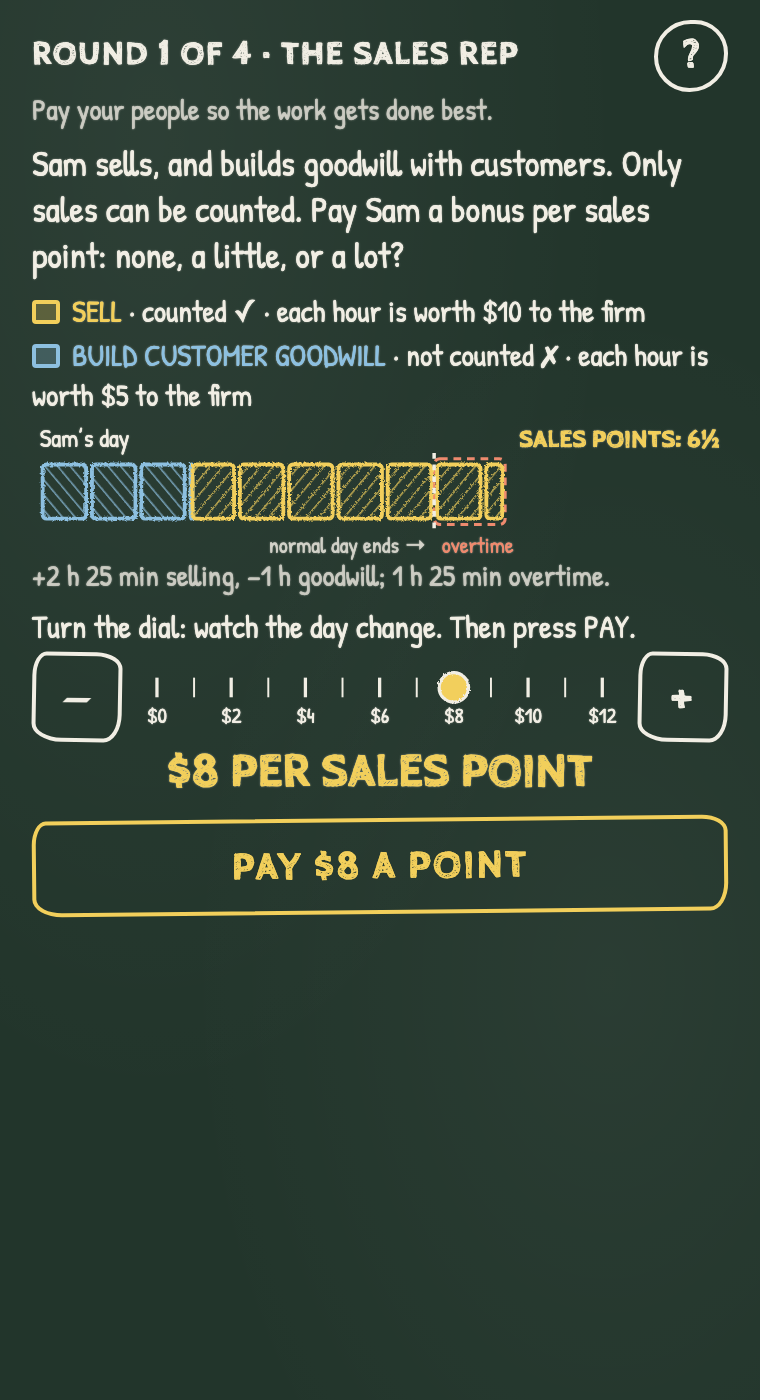 ROUND 1 OF 4 · THE SALES REP
?
Pay your people so the work gets done best.
Sam sells, and builds goodwill with customers. Only
sales can be counted. Pay Sam a bonus per sales
point: none, a little, or a lot?
SELL · counted ✓ · each hour is worth $10 to the firm
BUILD CUSTOMER GOODWILL · not counted ✗ · each hour is
worth $5 to the firm
Sam's day
SALES POINTS: 6½
normal day ends → overtime
+2 h 25 min selling, −1 h goodwill; 1 h 25 min overtime.
Turn the dial: watch the day change. Then press PAY.
− +
$0 $2 $4 $6 $8 $10 $12
$8 PER SALES POINT
PAY $8 A POINT